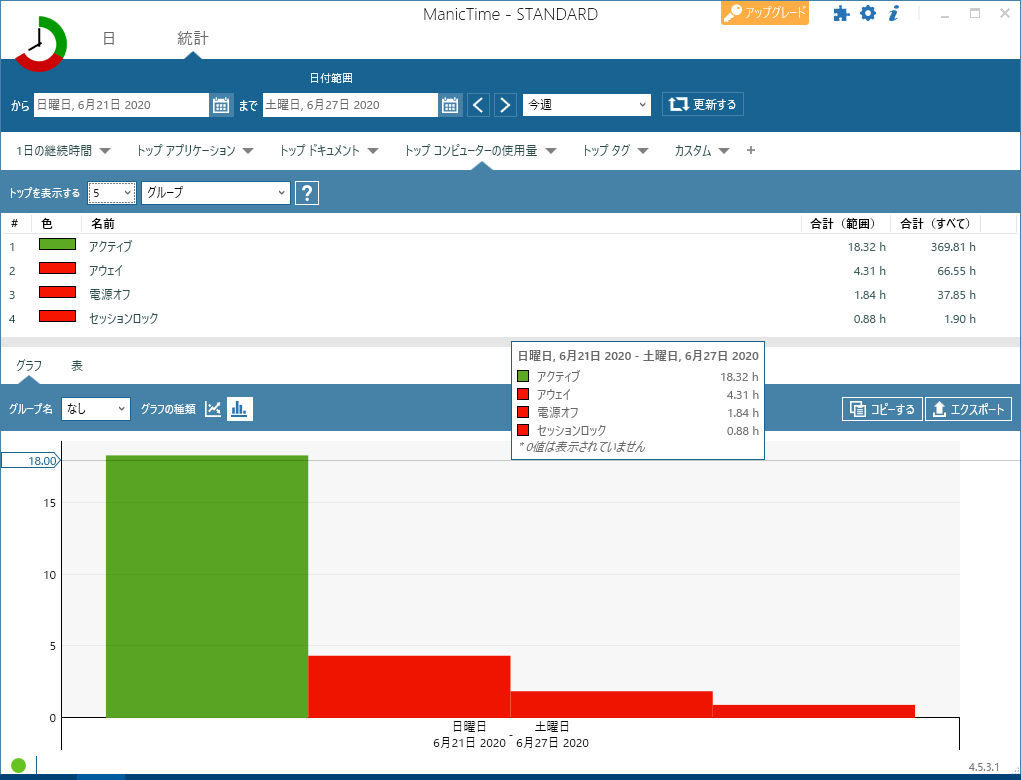 ManicTime - STANDARD
アップグレード
日
統計
日付範囲
から 日曜日, 6月21日 2020 まで 土曜日, 6月27日 2020 今週 更新する
1日の継続時間 トップ アプリケーション トップ ドキュメント トップ コンピューターの使用量 トップ タグ カスタム +
トップを表示する 5 グループ ?
# 色 名前 合計（範囲） 合計（すべて）
1 アクティブ 18.32 h 369.81 h
2 アウェイ 4.31 h 66.55 h
3 電源オフ 1.84 h 37.85 h
4 セッションロック 0.88 h 1.90 h
グラフ 表
日曜日, 6月21日 2020 - 土曜日, 6月27日 2020
アクティブ 18.32 h
アウェイ 4.31 h
電源オフ 1.84 h
セッションロック 0.88 h
* 0値は表示されていません
グループ名 なし グラフの種類 コピーする エクスポート
18.00
15
10
5
0
日曜日 土曜日
6月21日 2020 - 6月27日 2020
4.5.3.1